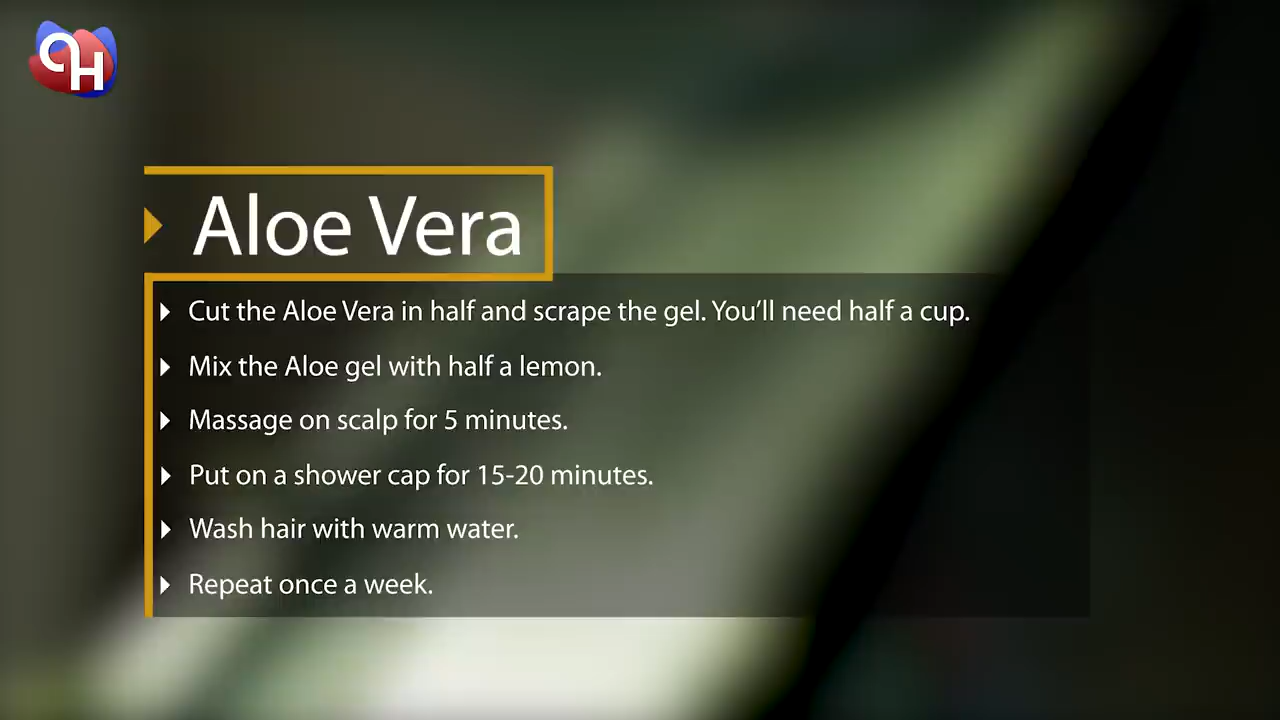 QH
Aloe Vera
Cut the Aloe Vera in half and scrape the gel. You’ll need half a cup.
Mix the Aloe gel with half a lemon.
Massage on scalp for 5 minutes.
Put on a shower cap for 15-20 minutes.
Wash hair with warm water.
Repeat once a week.